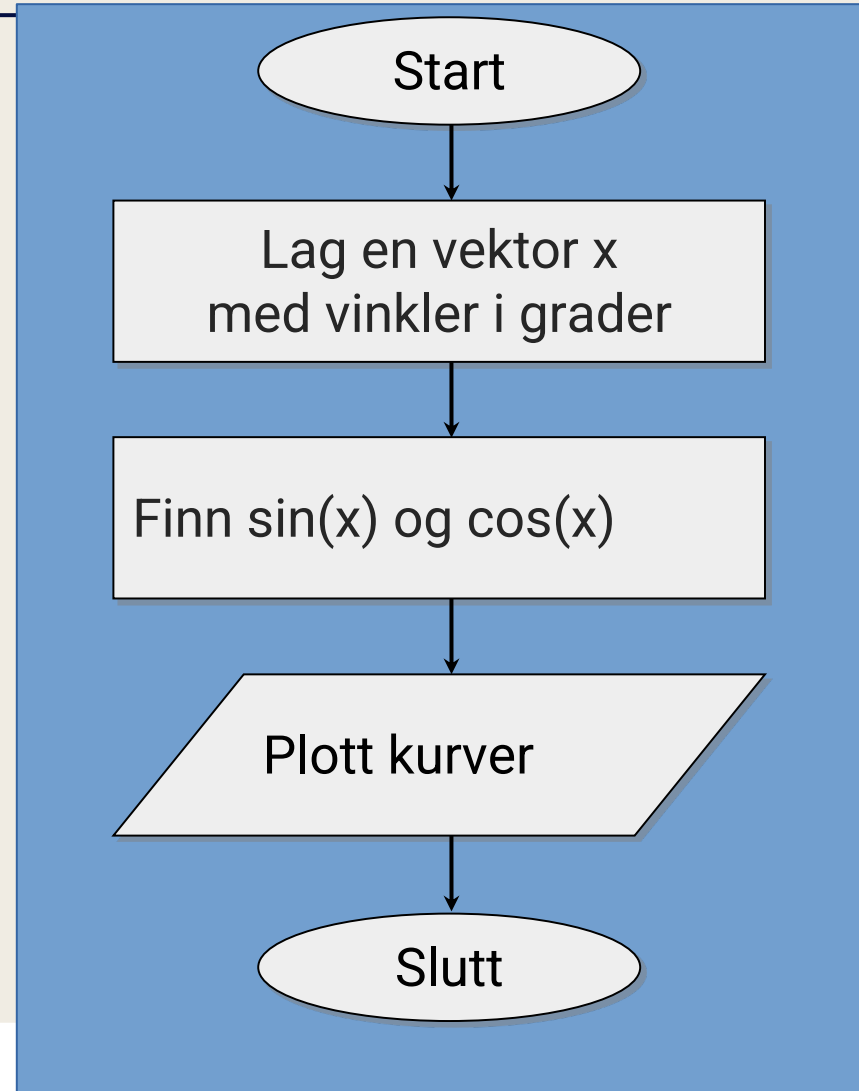 Start
Lag en vektor x
med vinkler i grader
Finn sin(x) og cos(x)
Plott kurver
Slutt